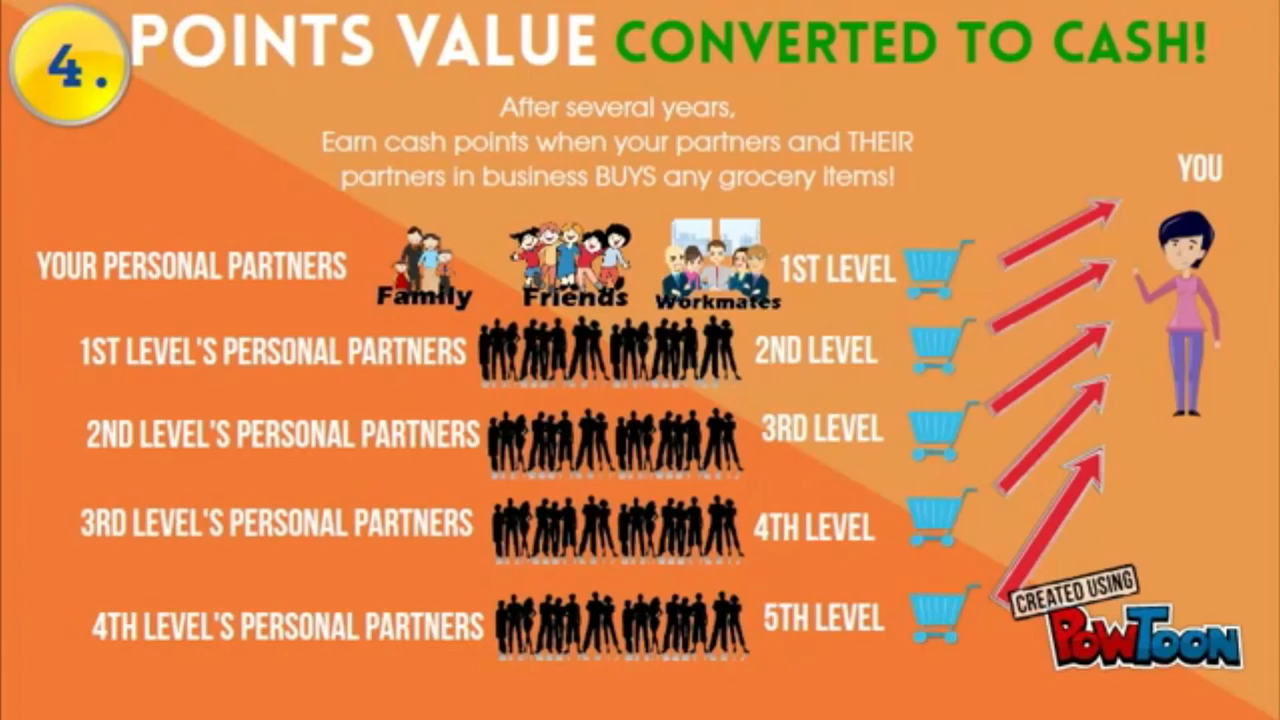 4.
POINTS VALUE CONVERTED TO CASH!
After several years,
Earn cash points when your partners and THEIR
partners in business BUYS any grocery items!
YOU
YOUR PERSONAL PARTNERS
Family
Friends
Workmates
1ST LEVEL
1ST LEVEL'S PERSONAL PARTNERS
2ND LEVEL
2ND LEVEL'S PERSONAL PARTNERS
3RD LEVEL
3RD LEVEL'S PERSONAL PARTNERS
4TH LEVEL
4TH LEVEL'S PERSONAL PARTNERS
5TH LEVEL
CREATED USING
POWTOON